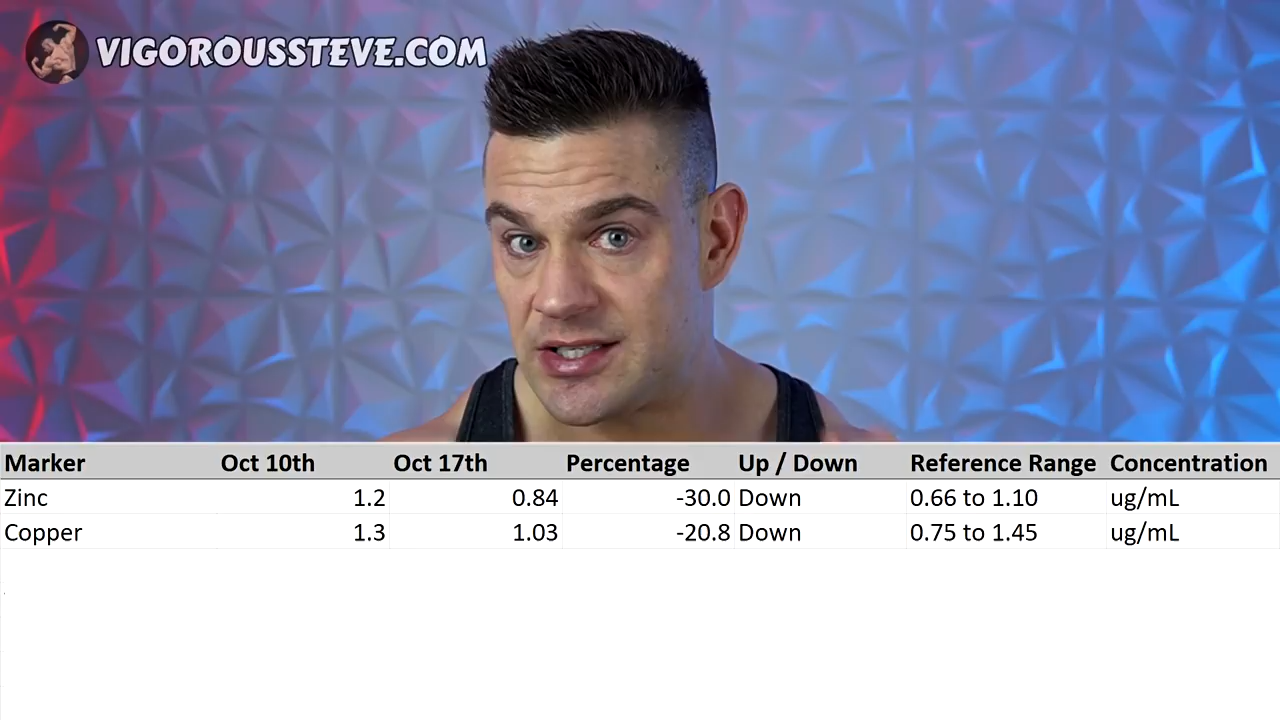 VIGOROUSSTEVE.COM
Marker Oct 10th Oct 17th Percentage Up / Down Reference Range Concentration
Zinc 1.2 0.84 -30.0 Down 0.66 to 1.10 ug/mL
Copper 1.3 1.03 -20.8 Down 0.75 to 1.45 ug/mL